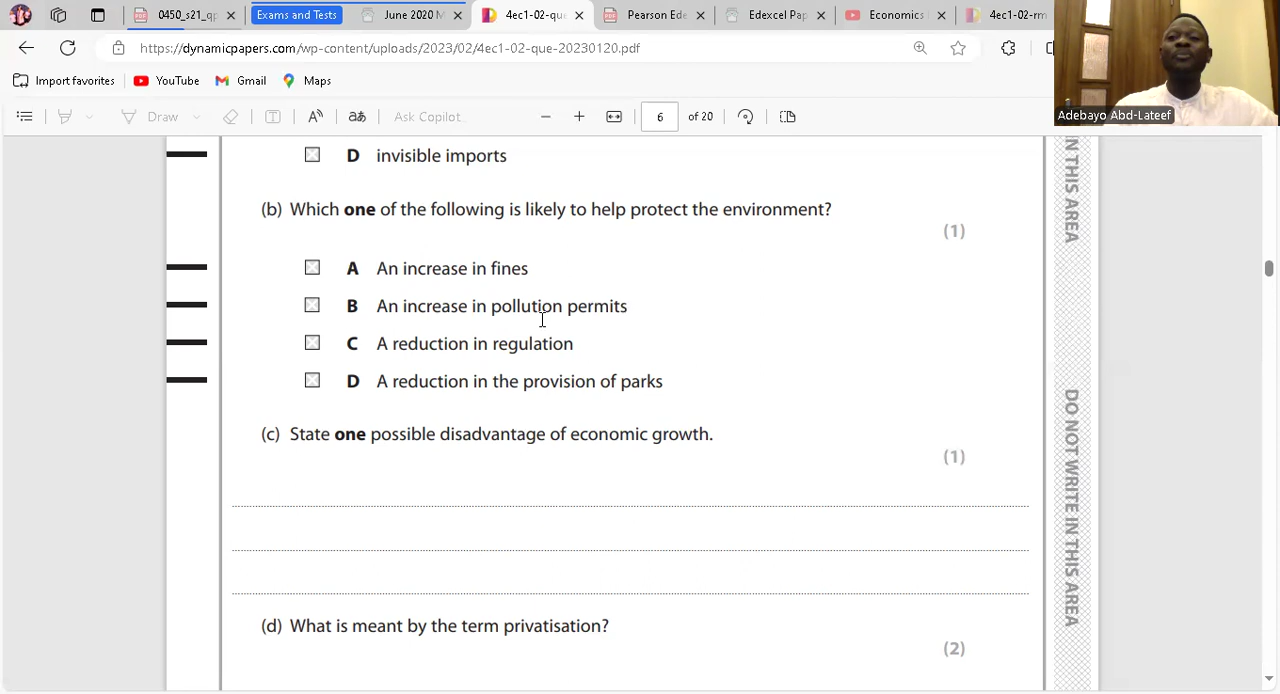 0450_s21_qp
Exams and Tests
June 2020 M
4ec1-02-que
Pearson Ede
Edexcel Pap
Economics
4ec1-02-rm
https://dynamicpapers.com/wp-content/uploads/2023/02/4ec1-02-que-20230120.pdf
Import favorites
YouTube
Gmail
Maps
Draw
Ask Copilot
6 of 20
Adebayo Abd-Lateef
D invisible imports
(b) Which one of the following is likely to help protect the environment?
(1)
A An increase in fines
B An increase in pollution permits
C A reduction in regulation
D A reduction in the provision of parks
(c) State one possible disadvantage of economic growth.
(1)
(d) What is meant by the term privatisation?
(2)
N THIS AREA
DO NOT WRITE IN THIS AREA